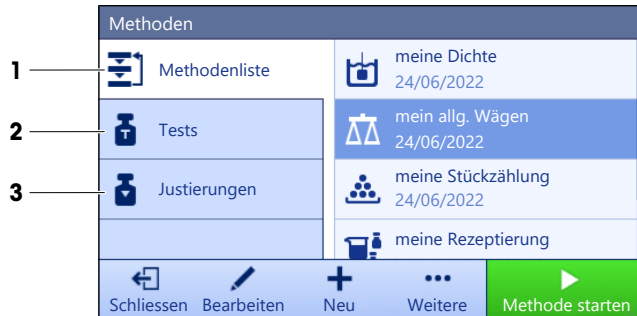 Methoden
1
Methodenliste
2
Tests
3
Justierungen
meine Dichte
24/06/2022
mein allg. Wägen
24/06/2022
meine Stückzählung
24/06/2022
meine Rezeptierung
Schliessen
Bearbeiten
Neu
Weitere
Methode starten